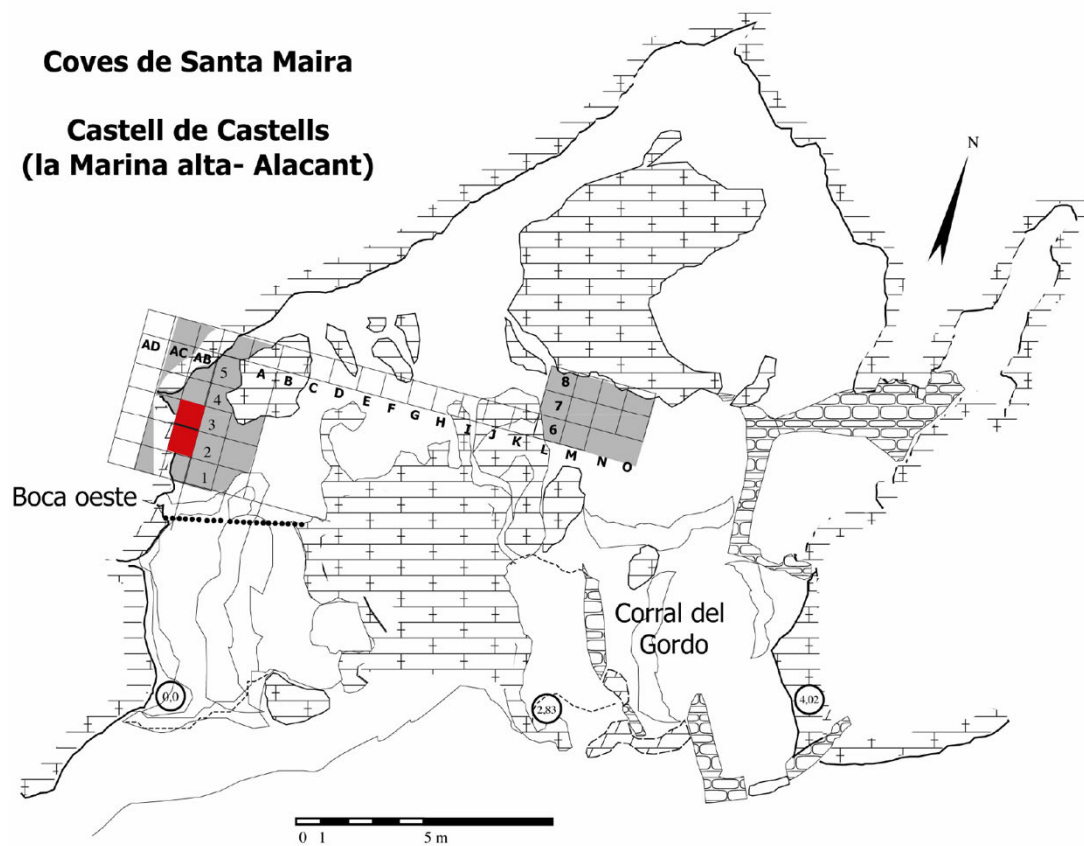 Coves de Santa Maira
Castell de Castells
(la Marina alta- Alacant)
N
AD AC AB 5 A B C D E F G H I J K L M N O
4
3
2
1
8
7
6
Boca oeste
Corral del
Gordo
0,0
2,83
4,02
0 1 5 m